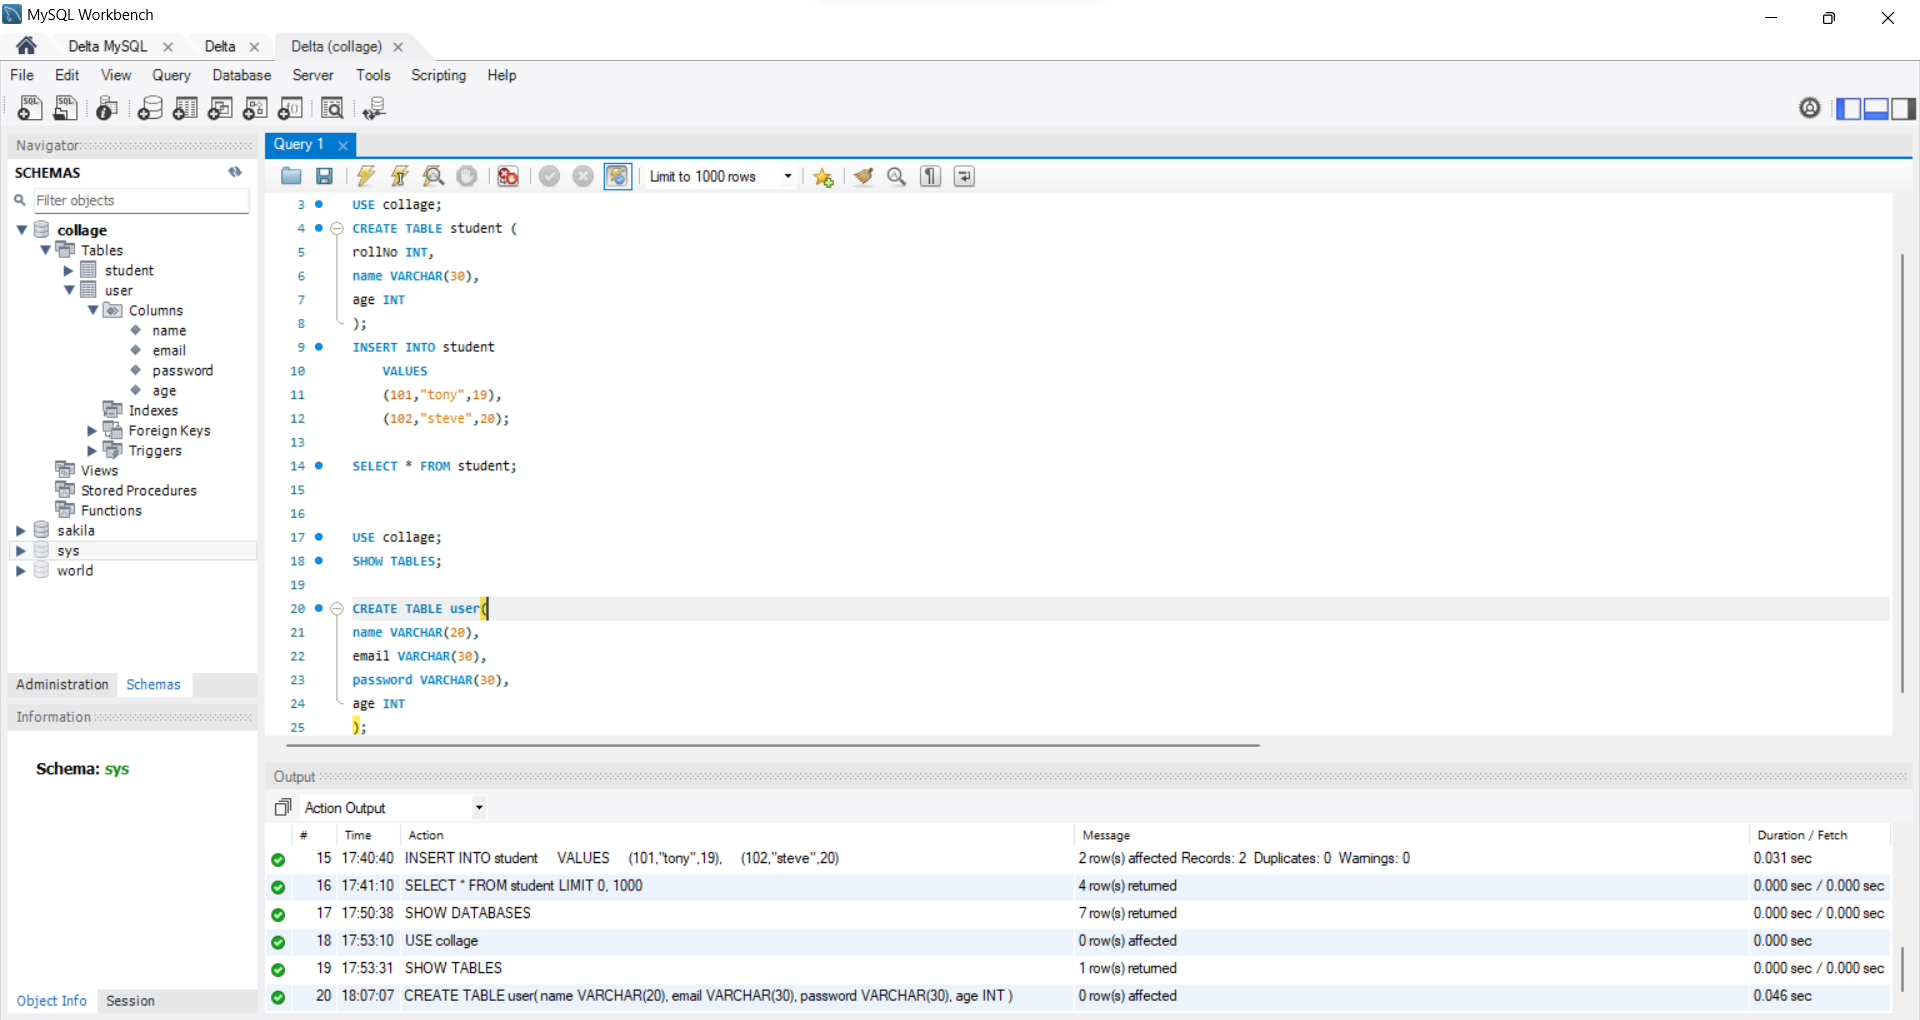 MySQL Workbench
Delta MySQL
Delta
Delta (collage)
File Edit View Query Database Server Tools Scripting Help
Navigator
SCHEMAS
Filter objects
collage
Tables
student
user
Columns
name
email
password
age
Indexes
Foreign Keys
Triggers
Views
Stored Procedures
Functions
sakila
sys
world
Administration Schemas
Information
Schema: sys
Object Info Session
Query 1
Limit to 1000 rows
3 USE collage;
4 CREATE TABLE student (
5 rollNo INT,
6 name VARCHAR(30),
7 age INT
8 );
9 INSERT INTO student
10 VALUES
11 (101,"tony",19),
12 (102,"steve",20);
13
14 SELECT * FROM student;
15
16
17 USE collage;
18 SHOW TABLES;
19
20 CREATE TABLE user(
21 name VARCHAR(20),
22 email VARCHAR(30),
23 password VARCHAR(30),
24 age INT
25 );
Output
Action Output
# Time Action Message Duration / Fetch
15 17:40:40 INSERT INTO student VALUES (101,"tony",19), (102,"steve",20) 2 row(s) affected Records: 2 Duplicates: 0 Warnings: 0 0.031 sec
16 17:41:10 SELECT * FROM student LIMIT 0, 1000 4 row(s) returned 0.000 sec / 0.000 sec
17 17:50:38 SHOW DATABASES 7 row(s) returned 0.000 sec / 0.000 sec
18 17:53:10 USE collage 0 row(s) affected 0.000 sec
19 17:53:31 SHOW TABLES 1 row(s) returned 0.000 sec / 0.000 sec
20 18:07:07 CREATE TABLE user( name VARCHAR(20), email VARCHAR(30), password VARCHAR(30), age INT ) 0 row(s) affected 0.046 sec